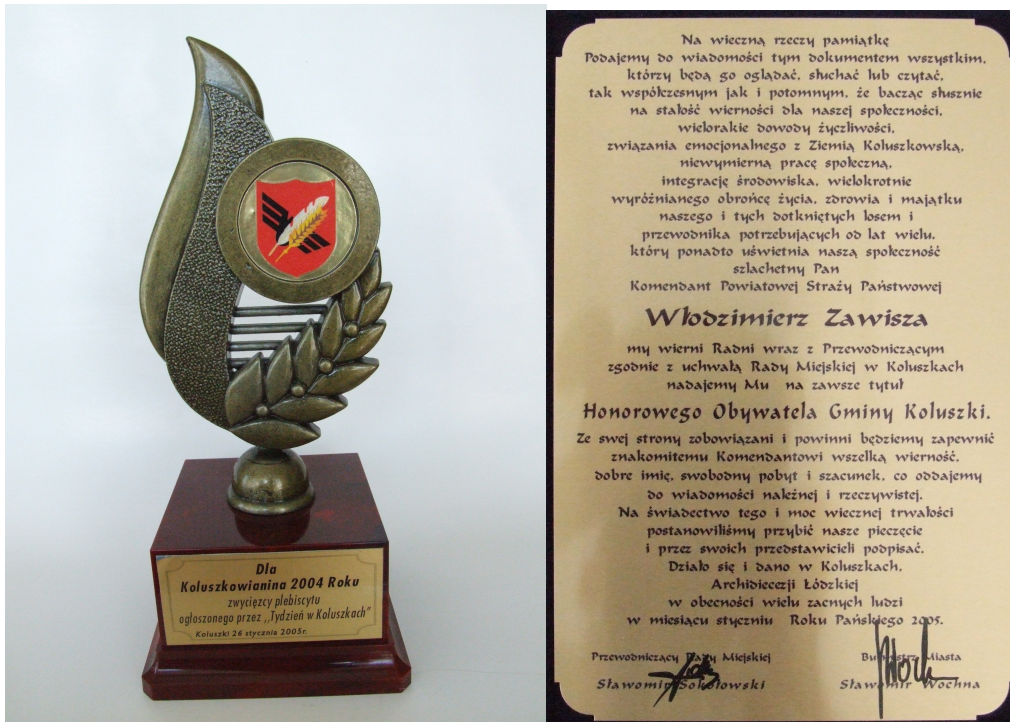 Dla
Koluszkowianina 2004 Roku
zwycięzcy plebiscytu
ogłoszonego przez ,,Tydzień w Koluszkach"
Koluszki 26 stycznia 2005r.
Na wieczną rzeczy pamiątkę
Podajemy do wiadomości tym dokumentem wszystkim,
którzy będą go oglądać, słuchać lub czytać,
tak współczesnym jak i potomnym, że bacząc słusznie
na stałość wierności dla naszej społeczności,
wielorakie dowody życzliwości,
związania emocjonalnego z Ziemią Koluszkowską,
niewymierną pracę społeczną,
integrację środowiska, wielokrotnie
wyróżnianego obrońcę życia, zdrowia i majątku
naszego i tych dotkniętych losem i
przewodnika potrzebujących od lat wielu,
który ponadto uświetnia naszą społeczność
szlachetny Pan
Komendant Powiatowej Straży Państwowej
Włodzimierz Zawisza
my wierni Radni wraz z Przewodniczącym
zgodnie z uchwałą Rady Miejskiej w Koluszkach
nadajemy Mu na zawsze tytuł
Honorowego Obywatela Gminy Koluszki.
Ze swej strony zobowiązani i powinni będziemy zapewnić
znakomitemu Komendantowi wszelką wierność,
dobre imię, swobodny pobyt i szacunek, co oddajemy
do wiadomości należnej i rzeczywistej.
Na świadectwo tego i moc wiecznej trwałości
postanowiliśmy przybić nasze pieczęcie
i przez swoich przedstawicieli podpisać.
Działo się i dano w Koluszkach,
Archidiecezji Łódzkiej
w obecności wielu zacnych ludzi
w miesiącu styczniu Roku Pańskiego 2005.
Przewodniczący Rady Miejskiej
Sławomir Sokołowski
Burmistrz Miasta
Sławomir Wochna